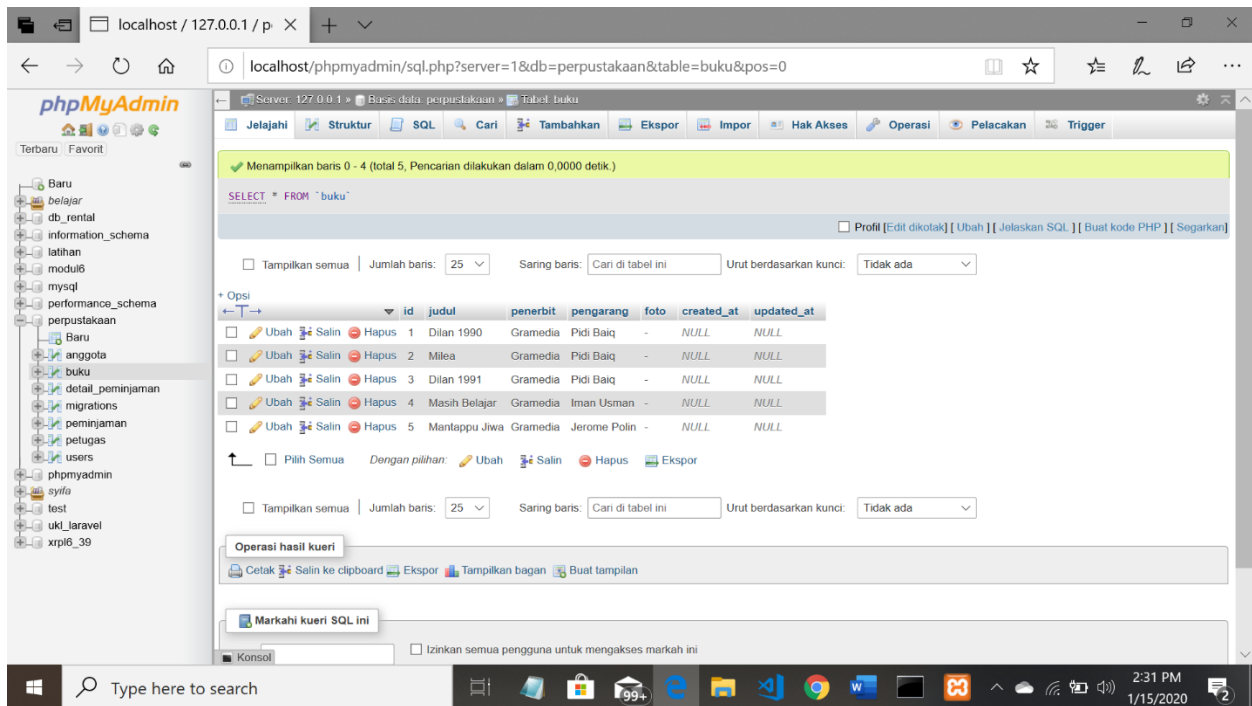 localhost / 127.0.0.1 / p
localhost/phpmyadmin/sql.php?server=1&db=perpustakaan&table=buku&pos=0
phpMyAdmin
Terbaru Favorit
Baru
belajar
db_rental
information_schema
latihan
modul6
mysql
performance_schema
perpustakaan
Baru
anggota
buku
detail_peminjaman
migrations
peminjaman
petugas
users
phpmyadmin
syifa
test
ukl_laravel
xrpl6_39
Server: 127.0.0.1 » Basis data: perpustakaan » Tabel: buku
Jelajahi Struktur SQL Cari Tambahkan Ekspor Impor Hak Akses Operasi Pelacakan Trigger
Menampilkan baris 0 - 4 (total 5, Pencarian dilakukan dalam 0,0000 detik.)
SELECT * FROM `buku`
Profil [Edit dikotak] [ Ubah ] [ Jelaskan SQL ] [ Buat kode PHP ] [ Segarkan]
Tampilkan semua | Jumlah baris: 25 Saring baris: Cari di tabel ini Urut berdasarkan kunci: Tidak ada
+ Opsi
←T→ id judul penerbit pengarang foto created_at updated_at
Ubah Salin Hapus 1 Dilan 1990 Gramedia Pidi Baiq - NULL NULL
Ubah Salin Hapus 2 Milea Gramedia Pidi Baiq - NULL NULL
Ubah Salin Hapus 3 Dilan 1991 Gramedia Pidi Baiq - NULL NULL
Ubah Salin Hapus 4 Masih Belajar Gramedia Iman Usman - NULL NULL
Ubah Salin Hapus 5 Mantappu Jiwa Gramedia Jerome Polin - NULL NULL
Pilih Semua Dengan pilihan: Ubah Salin Hapus Ekspor
Tampilkan semua | Jumlah baris: 25 Saring baris: Cari di tabel ini Urut berdasarkan kunci: Tidak ada
Operasi hasil kueri
Cetak Salin ke clipboard Ekspor Tampilkan bagan Buat tampilan
Markahi kueri SQL ini
Izinkan semua pengguna untuk mengakses markah ini
Konsol
Type here to search
99+
2:31 PM
1/15/2020
2